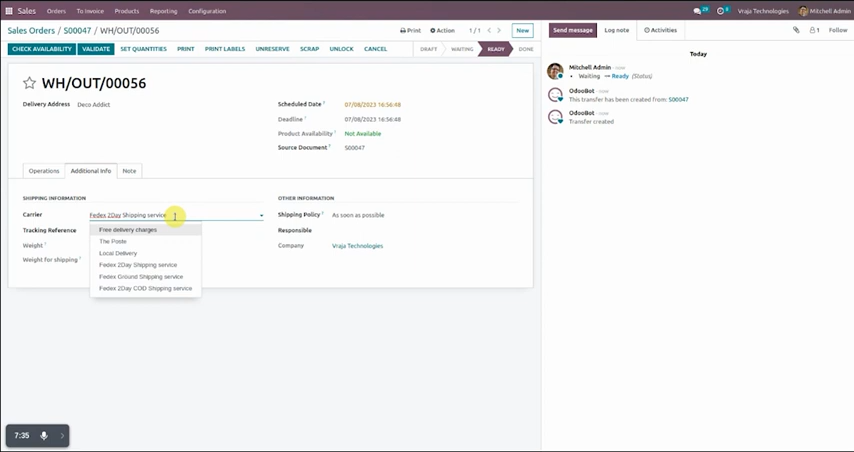 Sales Orders Products Reporting Configuration To Invoice
29 6 Vraja Technologies Mitchell Admin
Sales Orders / S00047 / WH/OUT/00056
Print Action 1 / 1 New
Send message Log note Activities 1 Follow
CHECK AVAILABILITY VALIDATE SET QUANTITIES PRINT PRINT LABELS UNRESERVE SCRAP UNLOCK CANCEL
DRAFT WAITING READY DONE
Today
WH/OUT/00056
Mitchell Admin -now
Waiting → Ready (Status)
Delivery Address Deco Addict
Scheduled Date ? 07/08/2023 16:56:48
Deadline ? 07/08/2023 16:56:48
Product Availability ? Not Available
Source Document ? S00047
OdooBot -now
This transfer has been created from: S00047
OdooBot -now
Transfer created
Operations Additional Info Note
SHIPPING INFORMATION
OTHER INFORMATION
Carrier Fedex 2Day Shipping service
Shipping Policy ? As soon as possible
Tracking Reference
Responsible
Weight ?
Company Vraja Technologies
Weight for shipping ?
Free delivery charges
The Poste
Local Delivery
Fedex 2Day Shipping service
Fedex Ground Shipping service
Fedex 2Day COD Shipping service
7:35